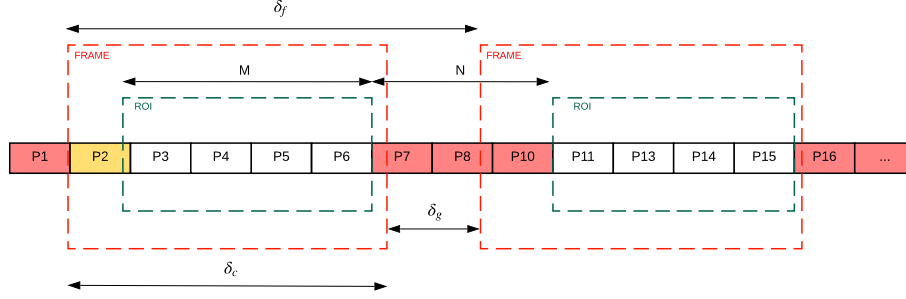 δf
FRAME
FRAME
M
N
ROI
ROI
P1 P2 P3 P4 P5 P6 P7 P8 P10 P11 P13 P14 P15 P16 ...
δg
δc